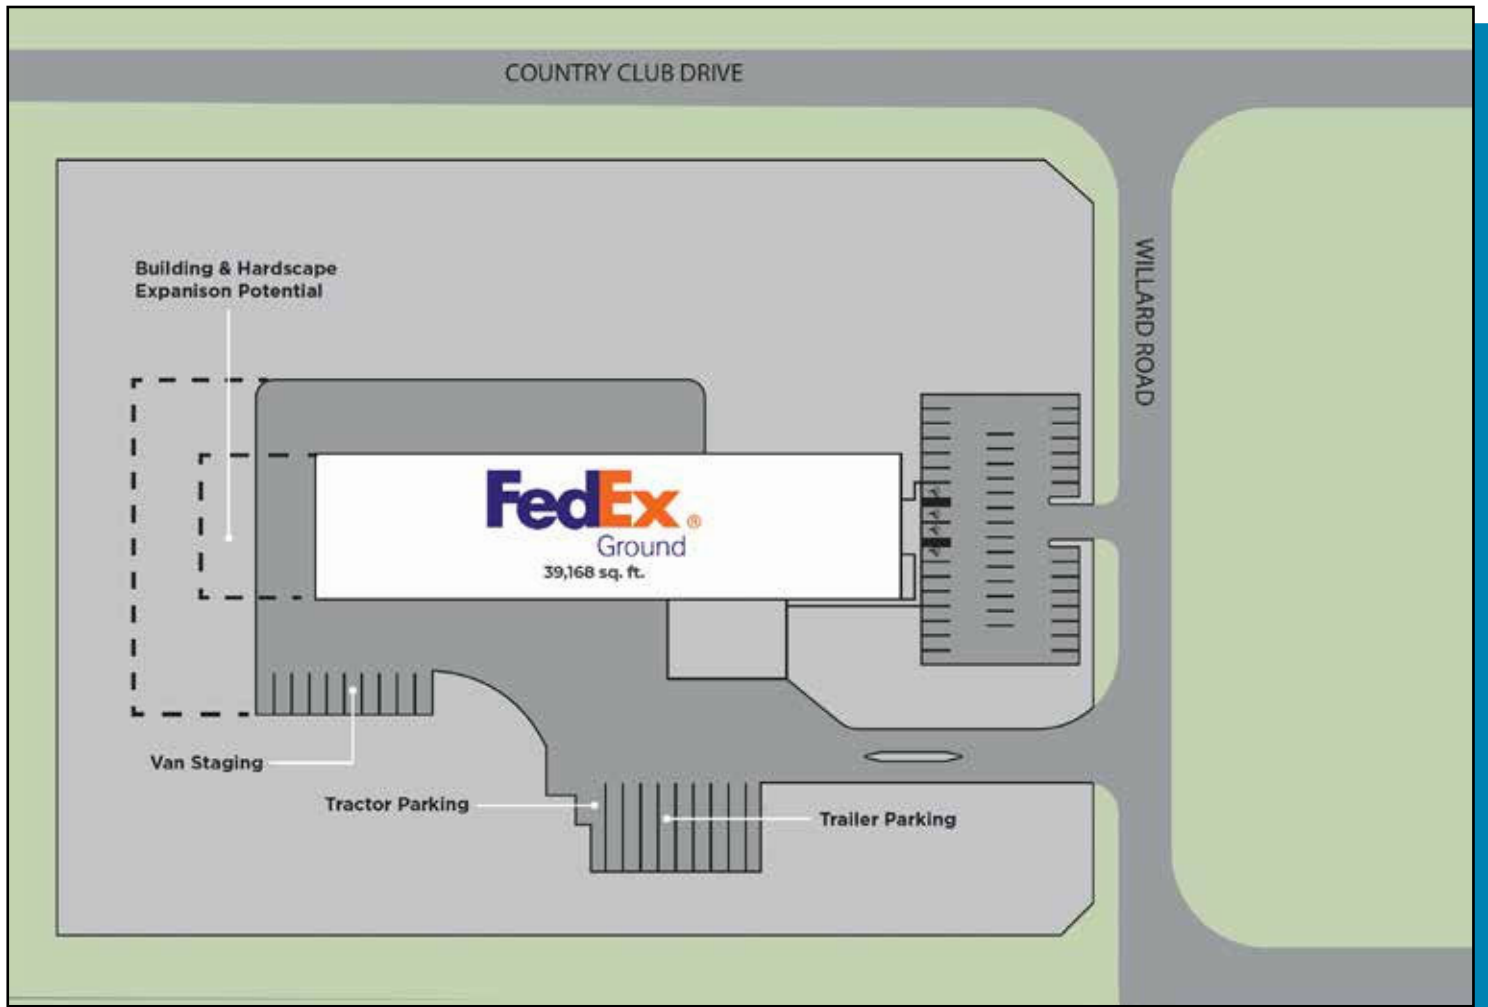 COUNTRY CLUB DRIVE
WILLARD ROAD
Building & Hardscape
Expanison Potential
FedEx®
Ground
39,168 sq. ft.
Van Staging
Tractor Parking
Trailer Parking